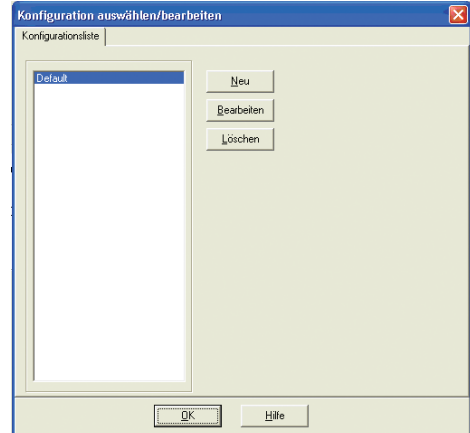 Konfiguration auswählen/bearbeiten
Konfigurationsliste
Default
Neu
Bearbeiten
Löschen
OK
Hilfe